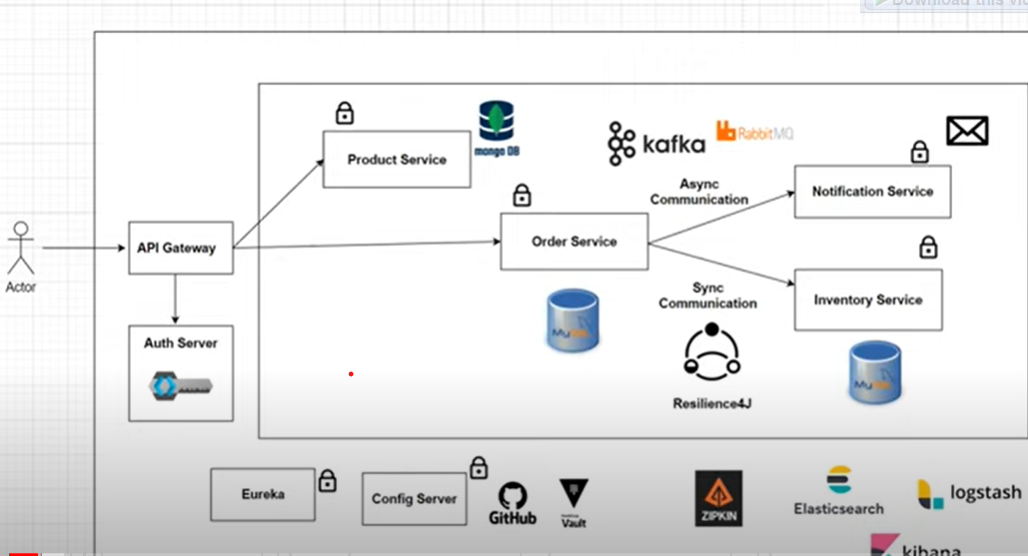 Download this vi
mongo DB
kafka
RabbitMQ
Product Service
Async
Communication
Notification Service
API Gateway
Order Service
Actor
Sync
Communication
Inventory Service
Auth Server
MySQL
MySQL
Resilience4J
Eureka
Config Server
GitHub
Vault
ZIPKIN
Elasticsearch
logstash
kibana